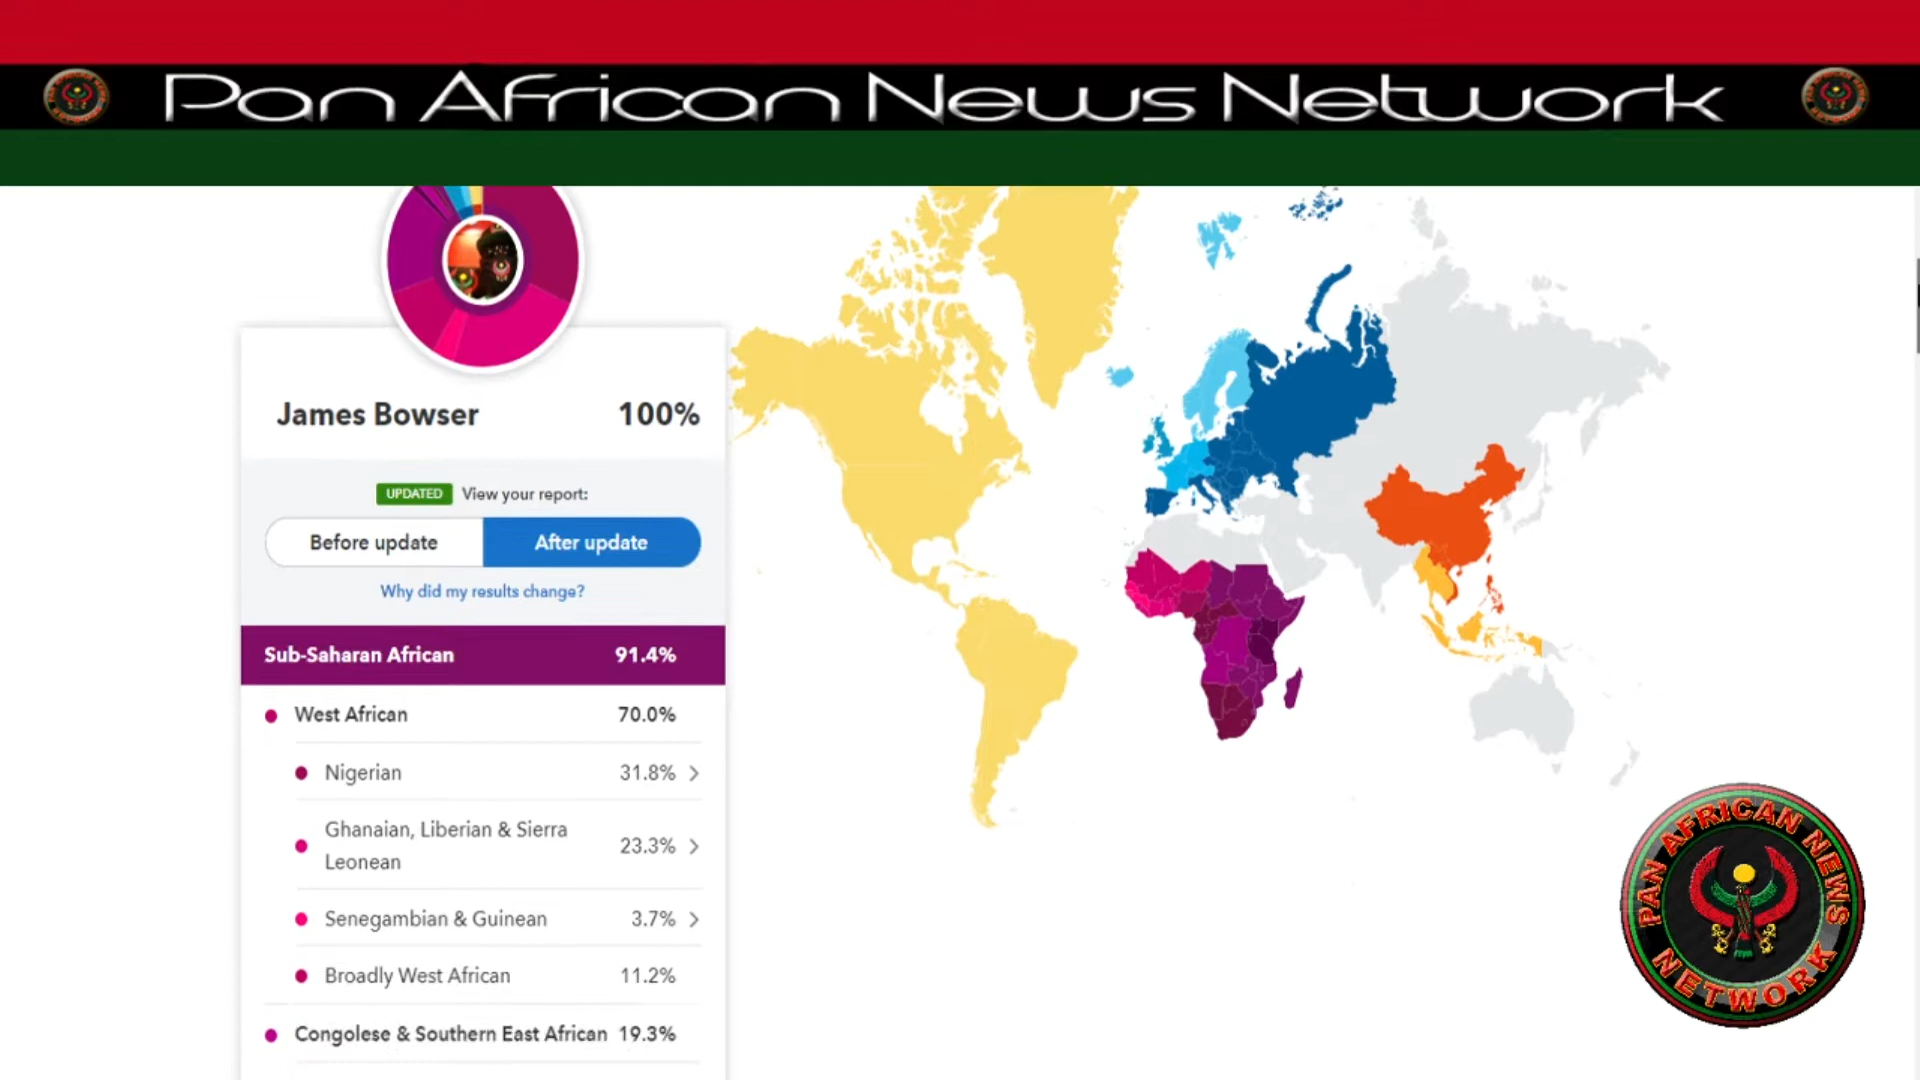 Pan African News Network
James Bowser 100%
UPDATED View your report:
Before update After update
Why did my results change?
Sub-Saharan African 91.4%
West African 70.0%
Nigerian 31.8%
Ghanaian, Liberian & Sierra
Leonean 23.3%
Senegambian & Guinean 3.7%
Broadly West African 11.2%
Congolese & Southern East African 19.3%
PAN AFRICAN NEWS
NETWORK